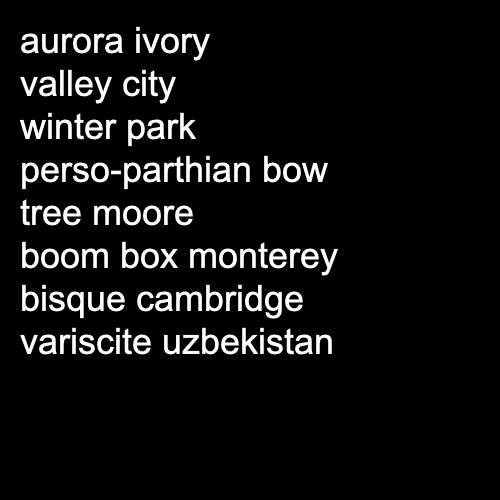 aurora ivory
valley city
winter park
perso-parthian bow
tree moore
boom box monterey
bisque cambridge
variscite uzbekistan